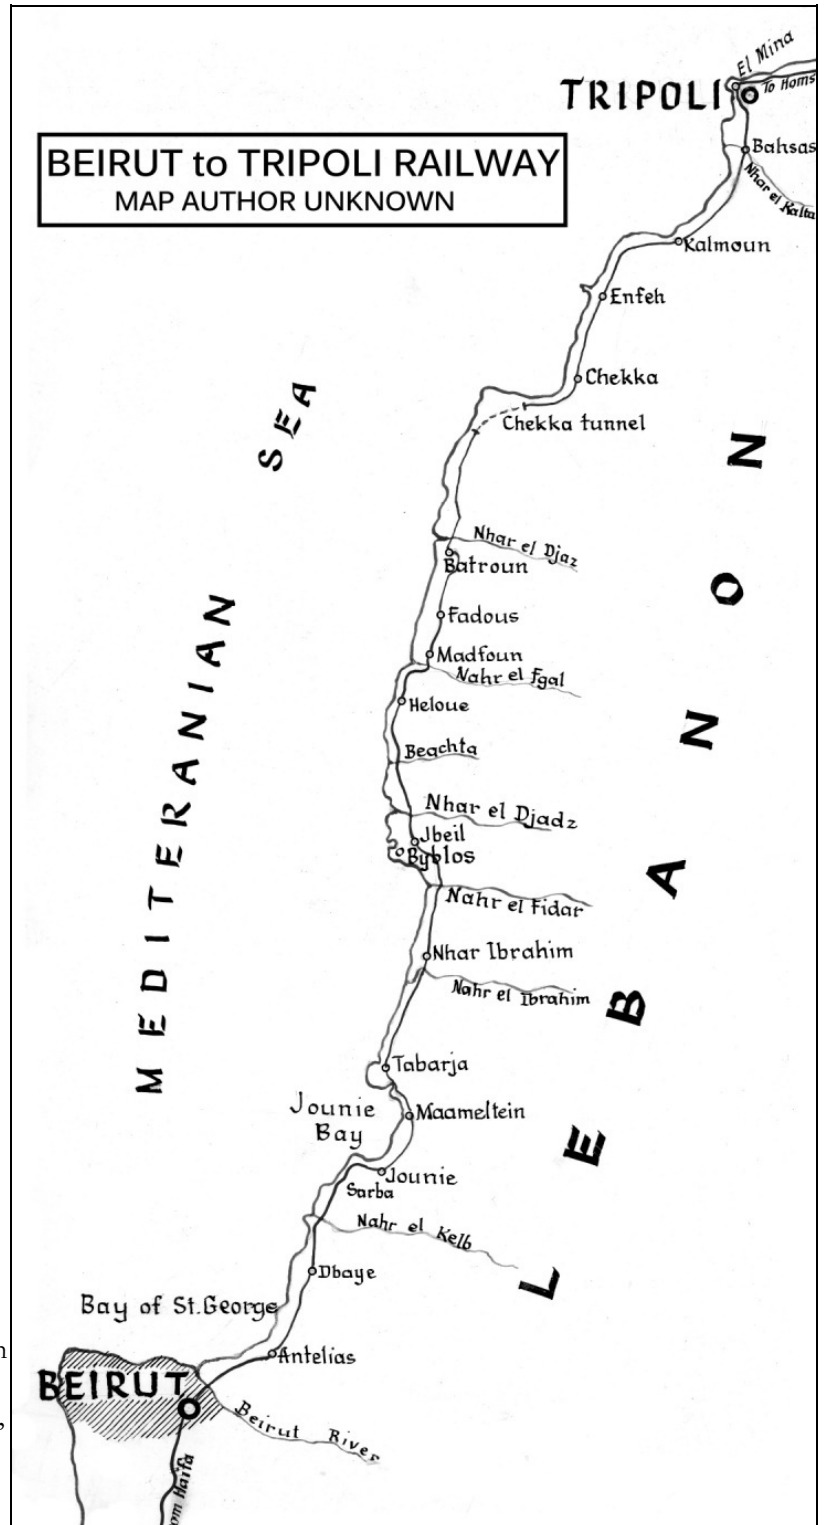 El Mina
TRIPOLI
To Homs
BEIRUT to TRIPOLI RAILWAY
MAP AUTHOR UNKNOWN
Bahsas
Nhar el Kalta
Kalmoun
Enfeh
Chekka
Chekka tunnel
MEDITERANIAN SEA
LEBANON
Nhar el Djaz
Batroun
Fadous
Madfoun
Nahr el Fgal
Heloue
Beachta
Nhar el Djadz
Jbeil
Byblos
Nahr el Fidar
Nhar Ibrahim
Nahr el Ibrahim
Tabarja
Jounie
Bay
Maameltein
Jounie
Sarba
Nahr el Kelb
Dbaye
Bay of St.George
Antelias
BEIRUT
Beirut River
om Haifa